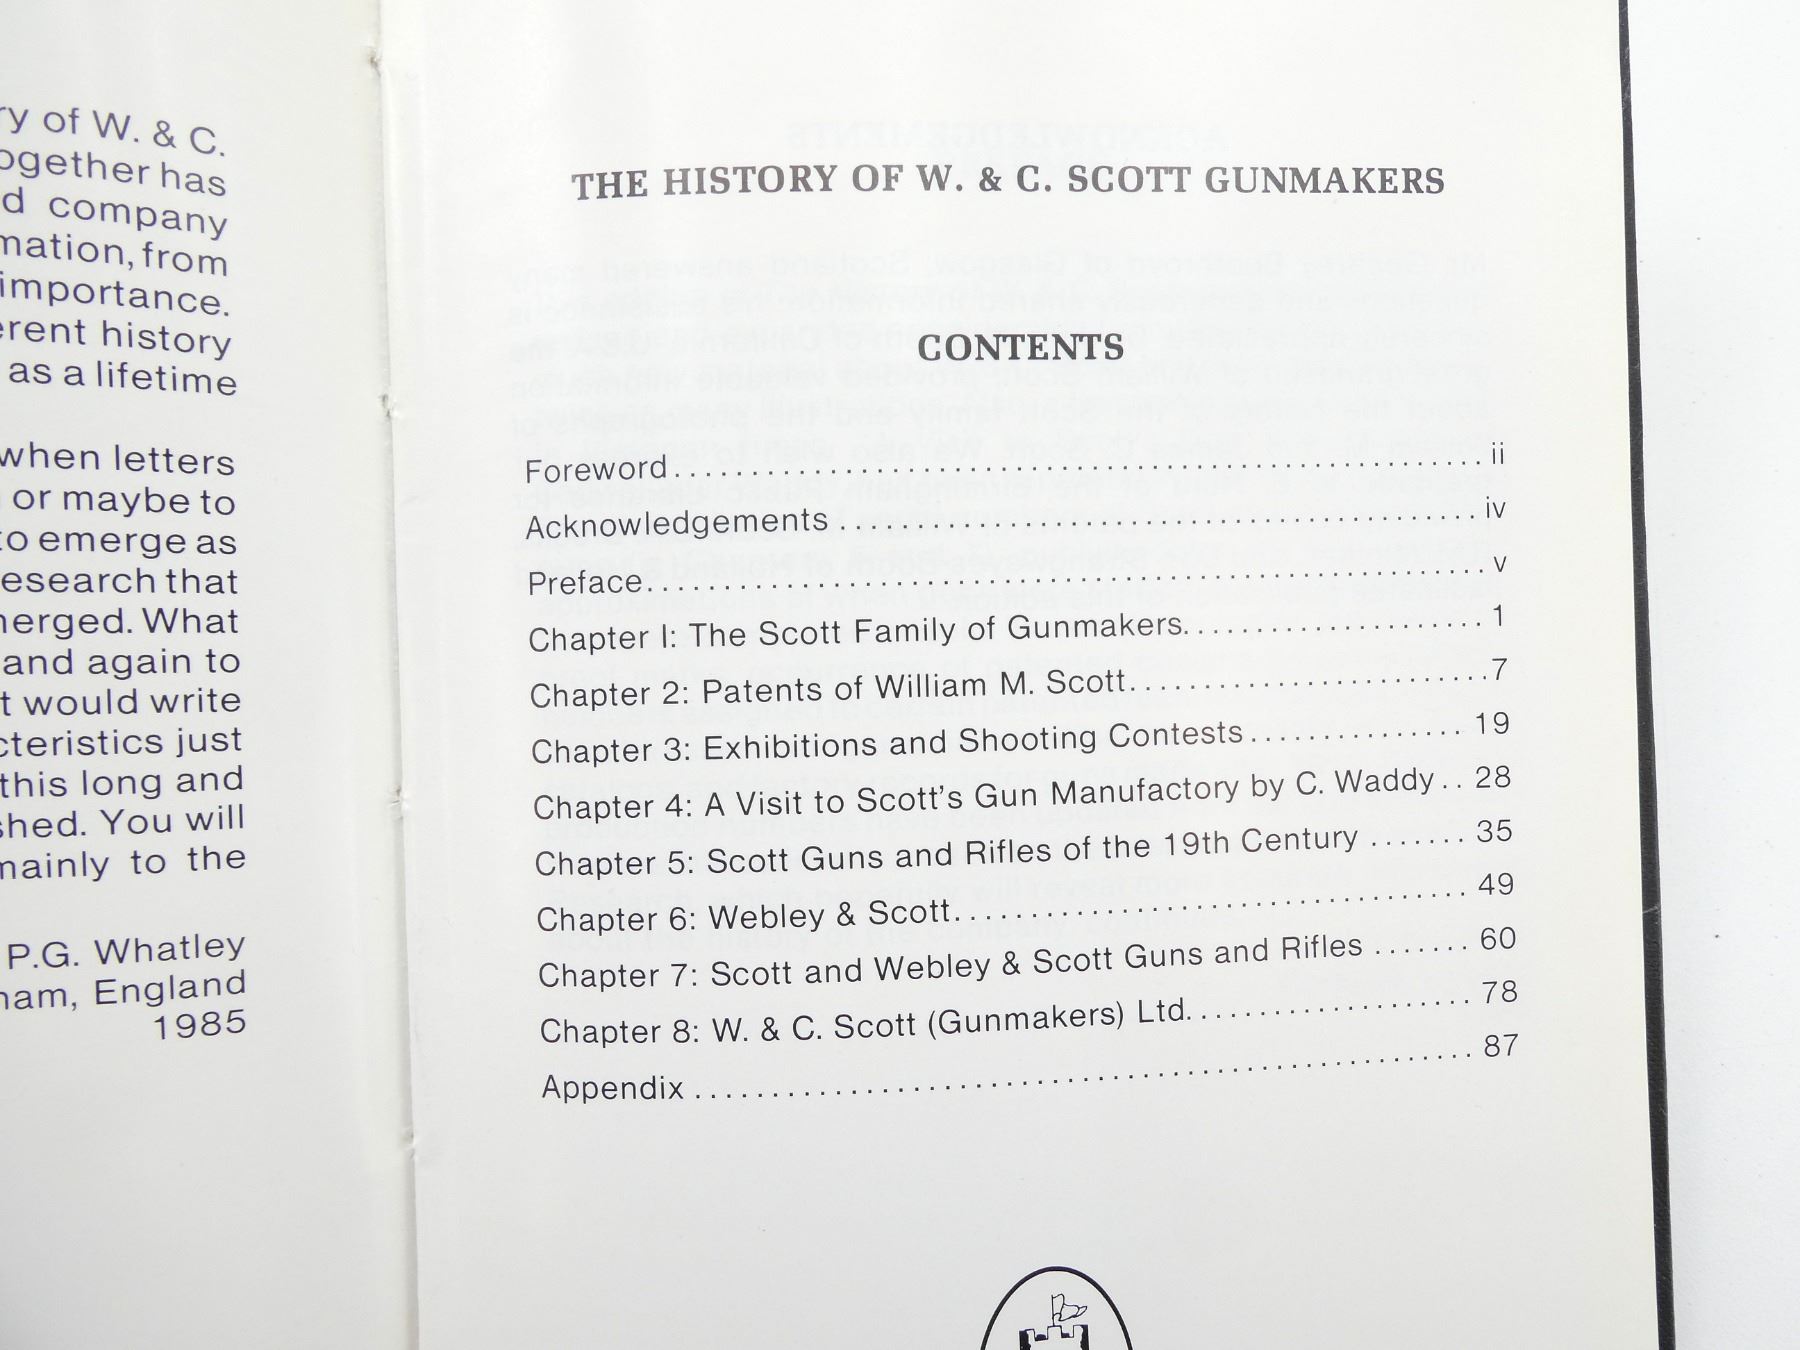 ry of W. & C.
ogether has
d company
mation, from
importance.
erent history
as a lifetime
when letters
or maybe to
to emerge as
esearch that
nerged. What
and again to
t would write
cteristics just
this long and
shed. You will
mainly to the
P.G. Whatley
ham, England
1985
THE HISTORY OF W. & C. SCOTT GUNMAKERS
CONTENTS
Foreword. . . . . . . . . . . . . . . . . . . . . . . . . . . . . . ii
Acknowledgements . . . . . . . . . . . . . . . . . . . . iv
Preface. . . . . . . . . . . . . . . . . . . . . . . . . . . . . . v
Chapter I: The Scott Family of Gunmakers. . . . . . . . . . . 1
Chapter 2: Patents of William M. Scott. . . . . . . . . . . . . 7
Chapter 3: Exhibitions and Shooting Contests . . . . . . . . . 19
Chapter 4: A Visit to Scott's Gun Manufactory by C. Waddy . . 28
Chapter 5: Scott Guns and Rifles of the 19th Century . . . . . . . 35
Chapter 6: Webley & Scott. . . . . . . . . . . . . . . . . . . . 49
Chapter 7: Scott and Webley & Scott Guns and Rifles . . . . . . . 60
Chapter 8: W. & C. Scott (Gunmakers) Ltd. . . . . . . . . . . . 78
Appendix . . . . . . . . . . . . . . . . . . . . . . . . . . . . 87